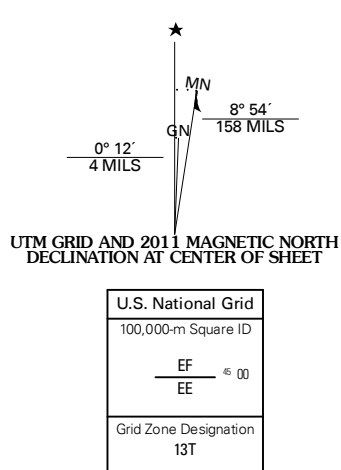 ★
MN
8° 54´
158 MILS
GN
0° 12´
4 MILS
UTM GRID AND 2011 MAGNETIC NORTH
DECLINATION AT CENTER OF SHEET
U.S. National Grid
100,000-m Square ID
EF
45 00
EE
Grid Zone Designation
13T